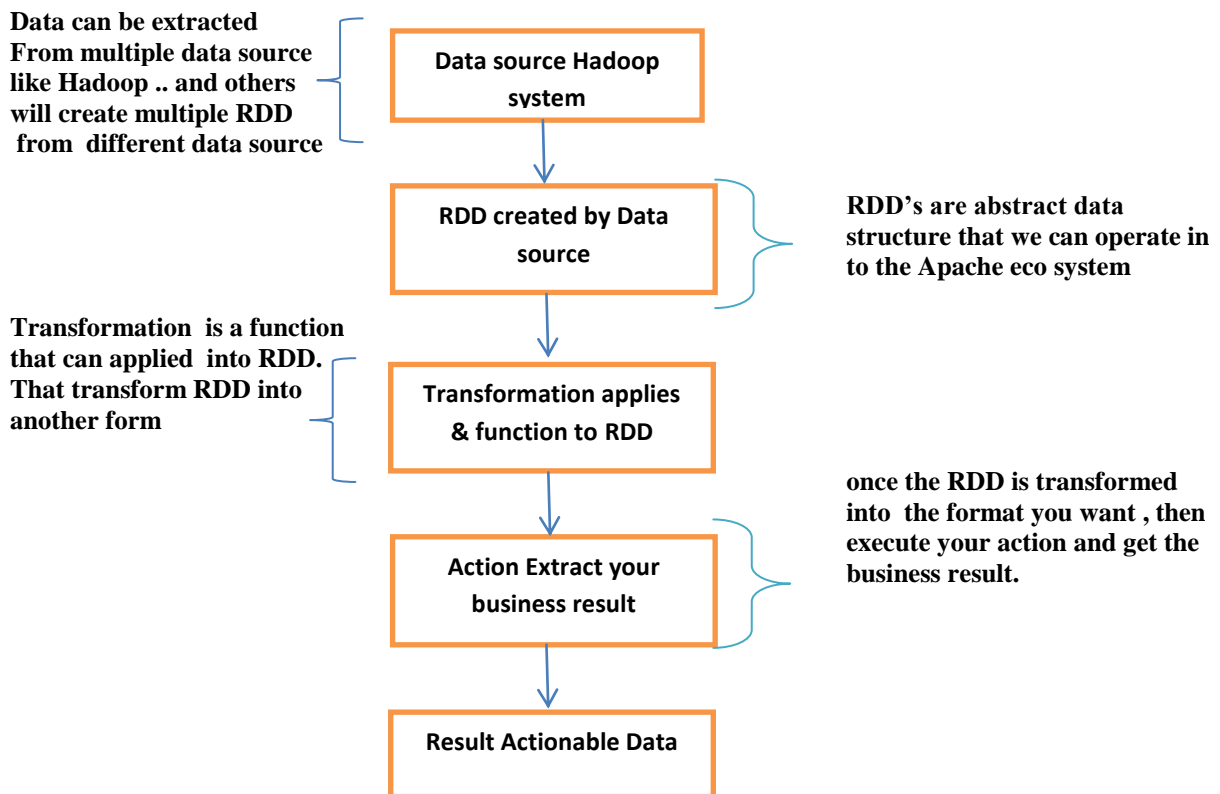 Data can be extracted
From multiple data source
like Hadoop .. and others
will create multiple RDD
from different data source
Data source Hadoop
system
RDD created by Data
source
RDD's are abstract data
structure that we can operate in
to the Apache eco system
Transformation is a function
that can applied into RDD.
That transform RDD into
another form
Transformation applies
& function to RDD
once the RDD is transformed
into the format you want , then
execute your action and get the
business result.
Action Extract your
business result
Result Actionable Data